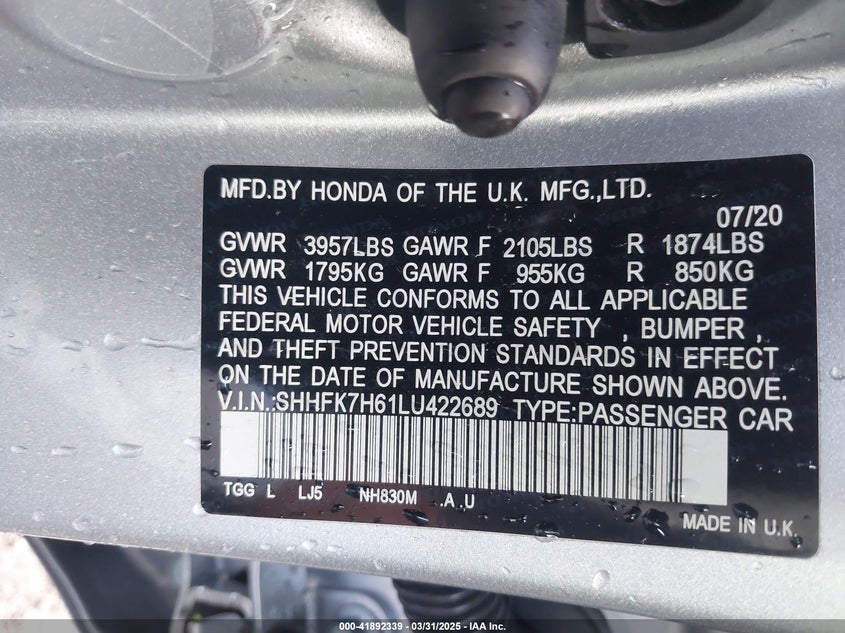 MFD.BY HONDA OF THE U.K. MFG.,LTD.
07/20
GVWR 3957LBS GAWR F 2105LBS R 1874LBS
GVWR 1795KG GAWR F 955KG R 850KG
THIS VEHICLE CONFORMS TO ALL APPLICABLE
FEDERAL MOTOR VEHICLE SAFETY , BUMPER ,
AND THEFT PREVENTION STANDARDS IN EFFECT
ON THE DATE OF MANUFACTURE SHOWN ABOVE.
V.I.N.:SHHFK7H61LU422689 TYPE:PASSENGER CAR
TGG L LJ5 NH830M .A .U
MADE IN U.K.
000-41892339 - 03/31/2025 - IAA Inc.